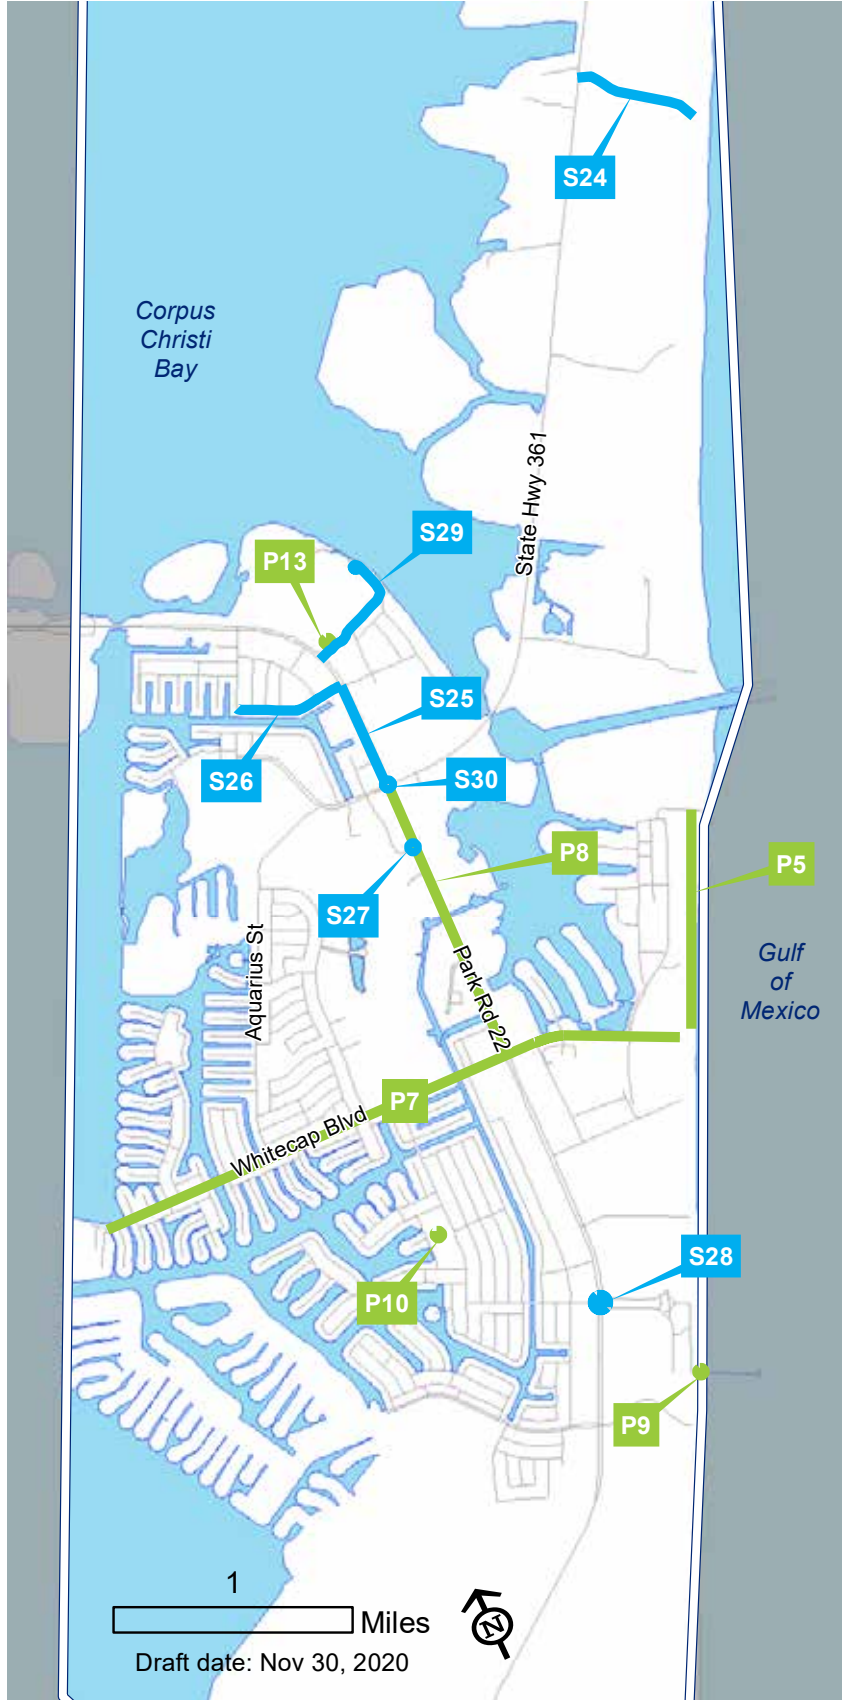 S24
Corpus
Christi
Bay
State Hwy 361
S29
P13
S25
S26
S30
P8
P5
S27
Aquarius St
Park Rd 22
Gulf
of
Mexico
P7
Whitecap Blvd
S28
P10
P9
1
Miles
N
Draft date: Nov 30, 2020